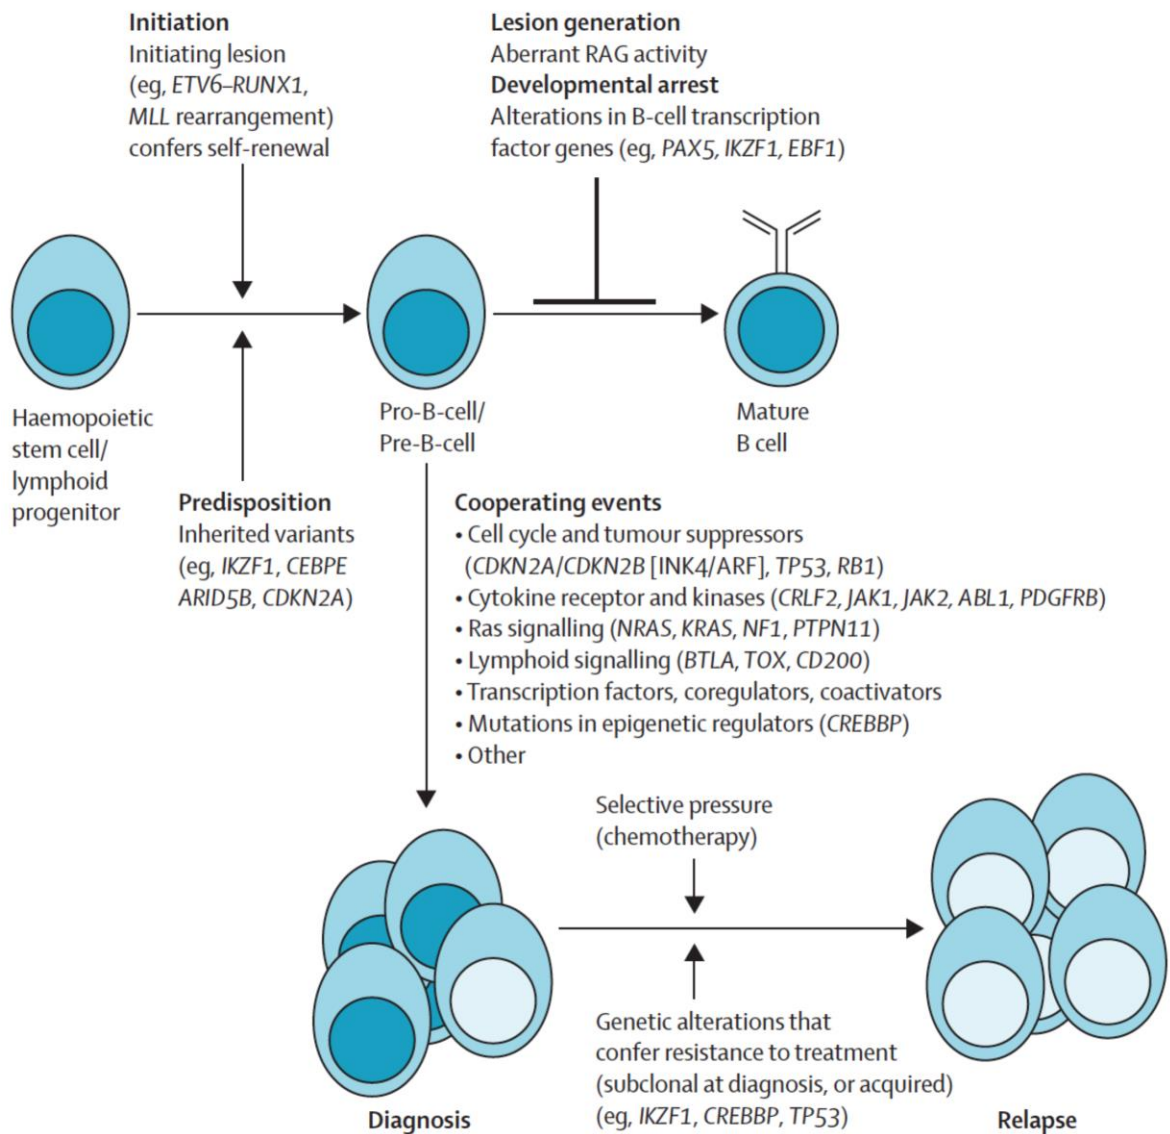 Initiation
Initiating lesion
(eg, ETV6–RUNX1,
MLL rearrangement)
confers self-renewal
Lesion generation
Aberrant RAG activity
Developmental arrest
Alterations in B-cell transcription
factor genes (eg, PAX5, IKZF1, EBF1)
Haemopoietic
stem cell/
lymphoid
progenitor
Pro-B-cell/
Pre-B-cell
Mature
B cell
Predisposition
Inherited variants
(eg, IKZF1, CEBPE
ARID5B, CDKN2A)
Cooperating events
• Cell cycle and tumour suppressors
(CDKN2A/CDKN2B [INK4/ARF], TP53, RB1)
• Cytokine receptor and kinases (CRLF2, JAK1, JAK2, ABL1, PDGFRB)
• Ras signalling (NRAS, KRAS, NF1, PTPN11)
• Lymphoid signalling (BTLA, TOX, CD200)
• Transcription factors, coregulators, coactivators
• Mutations in epigenetic regulators (CREBBP)
• Other
Selective pressure
(chemotherapy)
Genetic alterations that
confer resistance to treatment
(subclonal at diagnosis, or acquired)
(eg, IKZF1, CREBBP, TP53)
Diagnosis
Relapse